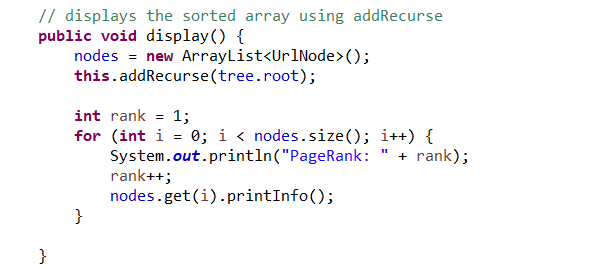 // displays the sorted array using addRecurse
public void display() {
nodes = new ArrayList<UrlNode>();
this.addRecurse(tree.root);
int rank = 1;
for (int i = 0; i < nodes.size(); i++) {
System.out.println("PageRank: " + rank);
rank++;
nodes.get(i).printInfo();
}
}